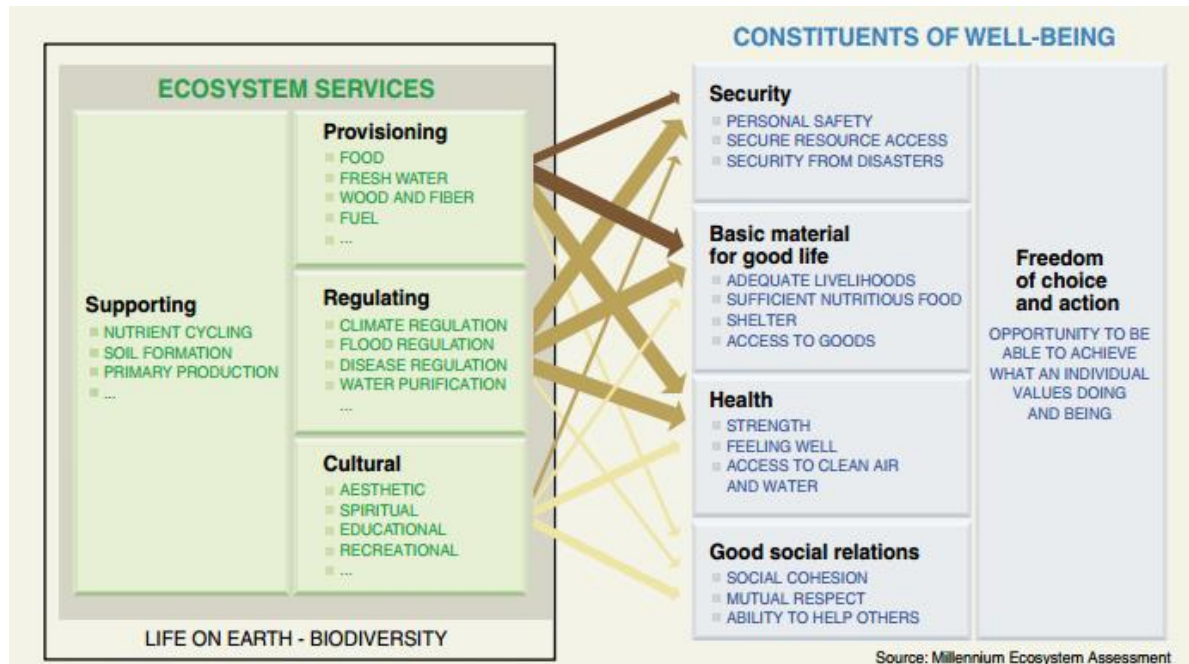 CONSTITUENTS OF WELL-BEING
ECOSYSTEM SERVICES
Supporting
NUTRIENT CYCLING
SOIL FORMATION
PRIMARY PRODUCTION
...
Provisioning
FOOD
FRESH WATER
WOOD AND FIBER
FUEL
...
Regulating
CLIMATE REGULATION
FLOOD REGULATION
DISEASE REGULATION
WATER PURIFICATION
...
Cultural
AESTHETIC
SPIRITUAL
EDUCATIONAL
RECREATIONAL
...
LIFE ON EARTH - BIODIVERSITY
Security
PERSONAL SAFETY
SECURE RESOURCE ACCESS
SECURITY FROM DISASTERS
Basic material
for good life
ADEQUATE LIVELIHOODS
SUFFICIENT NUTRITIOUS FOOD
SHELTER
ACCESS TO GOODS
Health
STRENGTH
FEELING WELL
ACCESS TO CLEAN AIR
AND WATER
Good social relations
SOCIAL COHESION
MUTUAL RESPECT
ABILITY TO HELP OTHERS
Freedom
of choice
and action
OPPORTUNITY TO BE
ABLE TO ACHIEVE
WHAT AN INDIVIDUAL
VALUES DOING
AND BEING
Source: Millennium Ecosystem Assessment